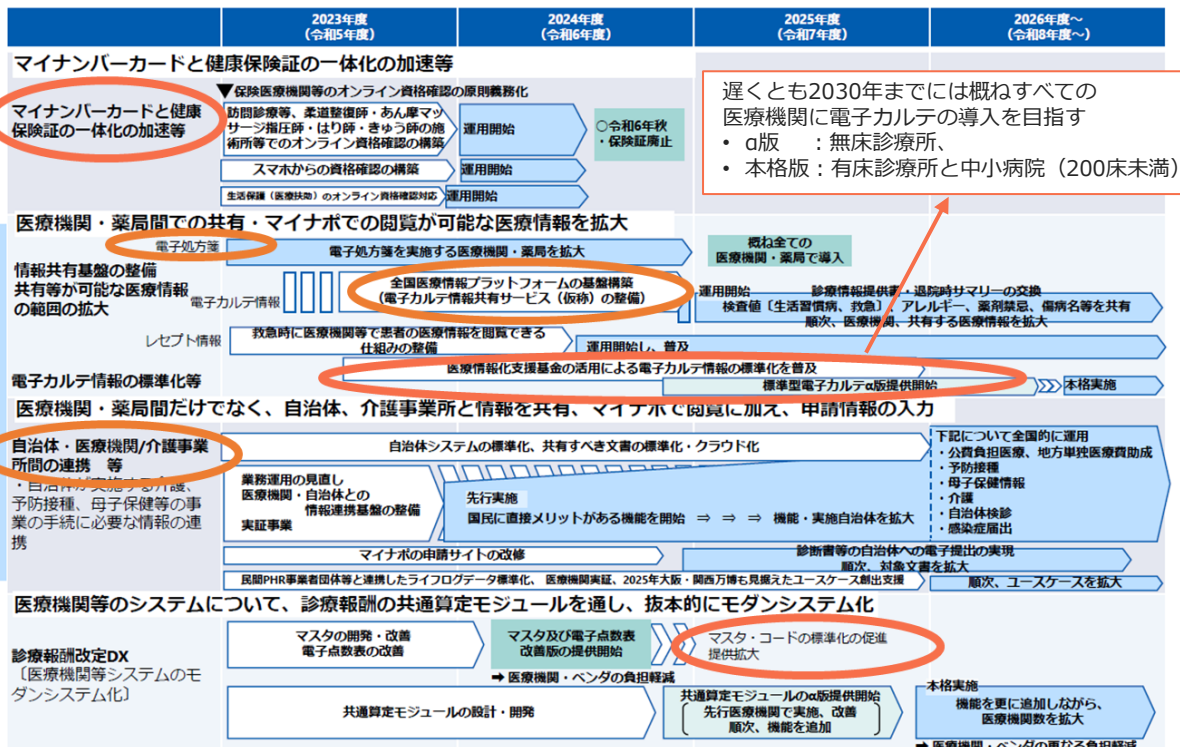 2023年度
（令和5年度）
2024年度
（令和6年度）
2025年度
（令和7年度）
2026年度～
（令和8年度～）
マイナンバーカードと健康保険証の一体化の加速等
マイナンバーカードと健康
保険証の一体化の加速等
▼保険医療機関等のオンライン資格確認の原則義務化
訪問診療等、柔道整復師・あん摩マッ
サージ指圧師・はり師・きゅう師の施
術所等でのオンライン資格確認の構築
運用開始
○令和6年秋
・保険証廃止
スマホからの資格確認の構築
運用開始
生活保護（医療扶助）のオンライン資格確認対応
運用開始
遅くとも2030年までには概ねすべての
医療機関に電子カルテの導入を目指す
• α版　：無床診療所、
• 本格版：有床診療所と中小病院（200床未満）
医療機関・薬局間での共有・マイナポでの閲覧が可能な医療情報を拡大
情報共有基盤の整備
共有等が可能な医療情報
の範囲の拡大
電子処方箋
電子処方箋を実施する医療機関・薬局を拡大
概ね全ての
医療機関・薬局で導入
電子カルテ情報
全国医療情報プラットフォームの基盤構築
（電子カルテ情報共有サービス（仮称）の整備）
運用開始
診療情報提供書・退院時サマリーの交換
検査値〔生活習慣病、救急〕、アレルギー、薬剤禁忌、傷病名等を共有
順次、医療機関、共有する医療情報を拡大
レセプト情報
救急時に医療機関等で患者の医療情報を閲覧できる
仕組みの整備
運用開始し、普及
電子カルテ情報の標準化等
医療情報化支援基金の活用による電子カルテ情報の標準化を普及
標準型電子カルテα版提供開始
本格実施
医療機関・薬局間だけでなく、自治体、介護事業所と情報を共有、マイナポで閲覧に加え、申請情報の入力
自治体・医療機関/介護事業
所間の連携　等
・自治体が実施する介護、
予防接種、母子保健等の事
業の手続に必要な情報の連
携
自治体システムの標準化、共有すべき文書の標準化・クラウド化
業務運用の見直し
医療機関・自治体との
情報連携基盤の整備
実証事業
先行実施
国民に直接メリットがある機能を開始　⇒　⇒　⇒　機能・実施自治体を拡大
下記について全国的に運用
・公費負担医療、地方単独医療費助成
・予防接種
・母子保健情報
・介護
・自治体検診
・感染症届出
マイナポの申請サイトの改修
診断書等の自治体への電子提出の実現
順次、対象文書を拡大
民間PHR事業者団体等と連携したライフログデータ標準化、 医療機関実証、2025年大阪・関西万博も見据えたユースケース創出支援
順次、ユースケースを拡大
医療機関等のシステムについて、診療報酬の共通算定モジュールを通し、抜本的にモダンシステム化
診療報酬改定DX
〔医療機関等システムのモ
ダンシステム化〕
マスタの開発・改善
電子点数表の改善
マスタ及び電子点数表
改善版の提供開始
➡ 医療機関・ベンダの負担軽減
マスタ・コードの標準化の促進
提供拡大
共通算定モジュールの設計・開発
共通算定モジュールのα版提供開始
先行医療機関で実施、改善
順次、機能を追加
本格実施
機能を更に追加しながら、
医療機関数を拡大
➡ 医療機関・ベンダの更なる負担軽減